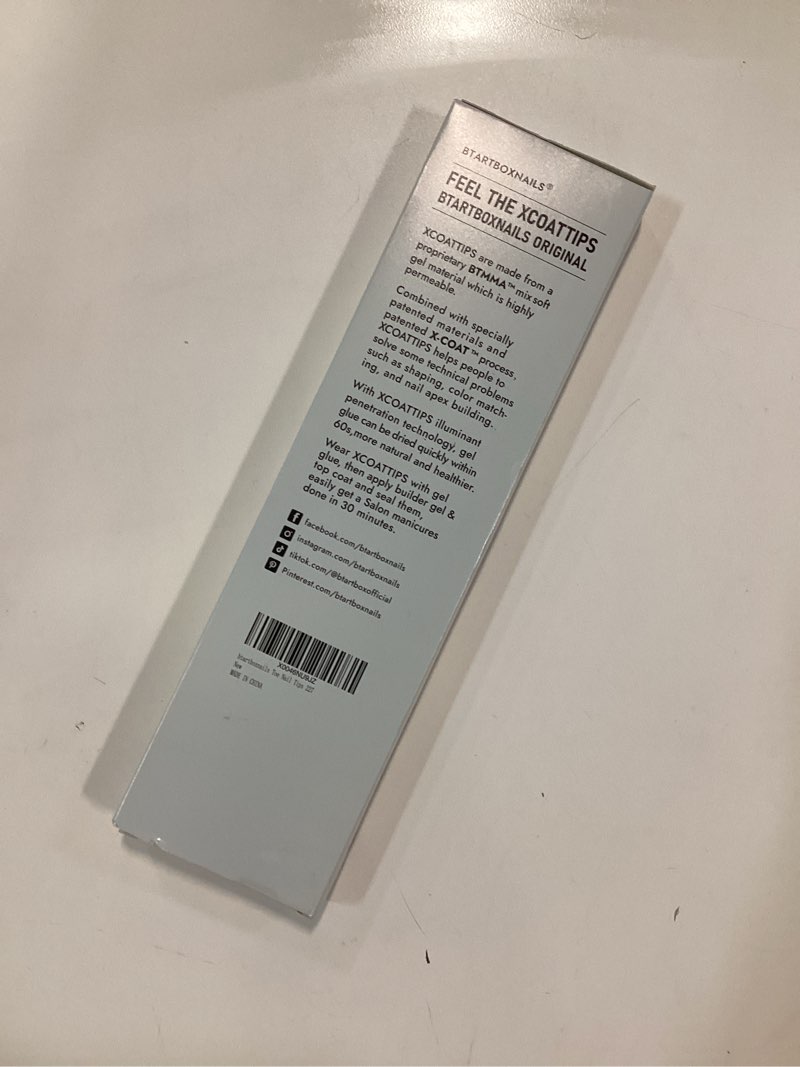 BTARTBOXNAILS®
FEEL THE XCOATTIPS
BTARTBOXNAILS ORIGINAL
XCOATTIPS are made from a
proprietary BTMMA™ mix soft
gel material which is highly
permeable.
Combined with specially
patented materials and
patented X-COAT™ process,
XCOATTIPS helps people to
solve some technical problems
such as shaping, color match-
ing, and nail apex building.
With XCOATTIPS illuminant
penetration technology, gel
glue can be dried quickly within
60s,more natural and healthier.
Wear XCOATTIPS with gel
glue, then apply builder gel &
top coat and seal them,
easily get a Salon manicures
done in 30 minutes.
facebook.com/btartboxnails
instagram.com/btartboxnails
tiktok.com/@btartboxofficial
Pinterest.com/btartboxnails
Btartboxnails Toe Nail Tips
New
MADE IN CHINA